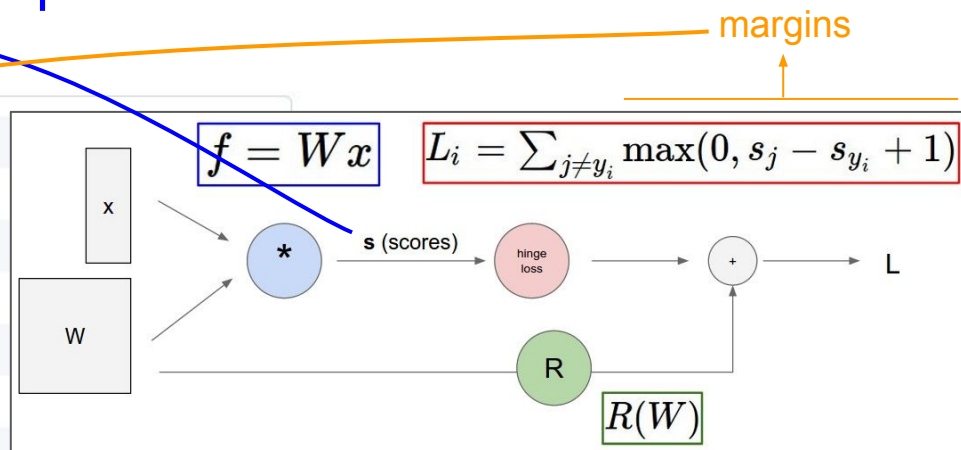 margins
f = Wx
L_i = \sum_{j \neq y_i} \max(0, s_j - s_{y_i} + 1)
x
*
s (scores)
hinge
loss
+
L
W
R
R(W)